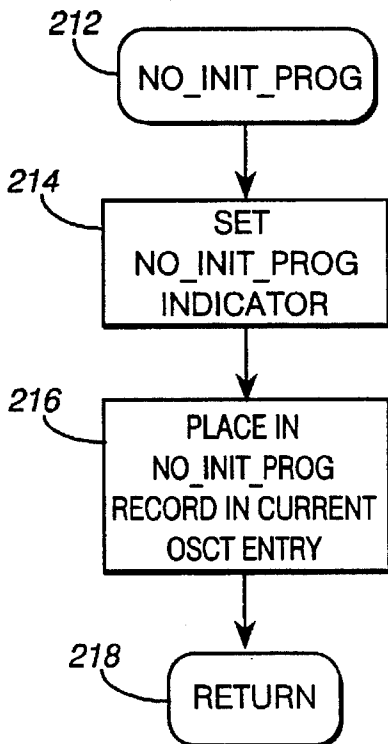 212
NO_INIT_PROG
214
SET
NO_INIT_PROG
INDICATOR
216
PLACE IN
NO_INIT_PROG
RECORD IN CURRENT
OSCT ENTRY
218
RETURN